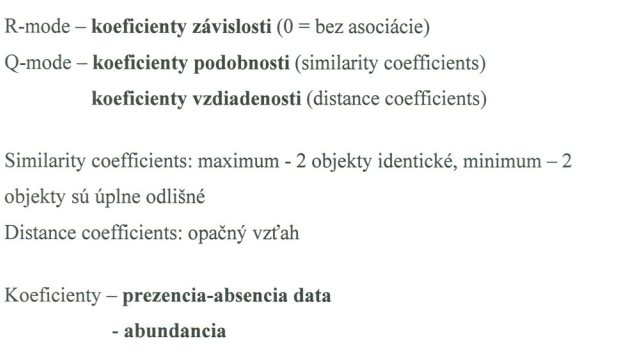 R-mode – koeficienty závislosti (0 = bez asociácie)
Q-mode – koeficienty podobnosti (similarity coefficients)
koeficienty vzdiadenosti (distance coefficients)
Similarity coefficients: maximum - 2 objekty identické, minimum – 2
objekty sú úplne odlišné
Distance coefficients: opačný vzťah
Koeficienty – prezencia-absencia data
- abundancia